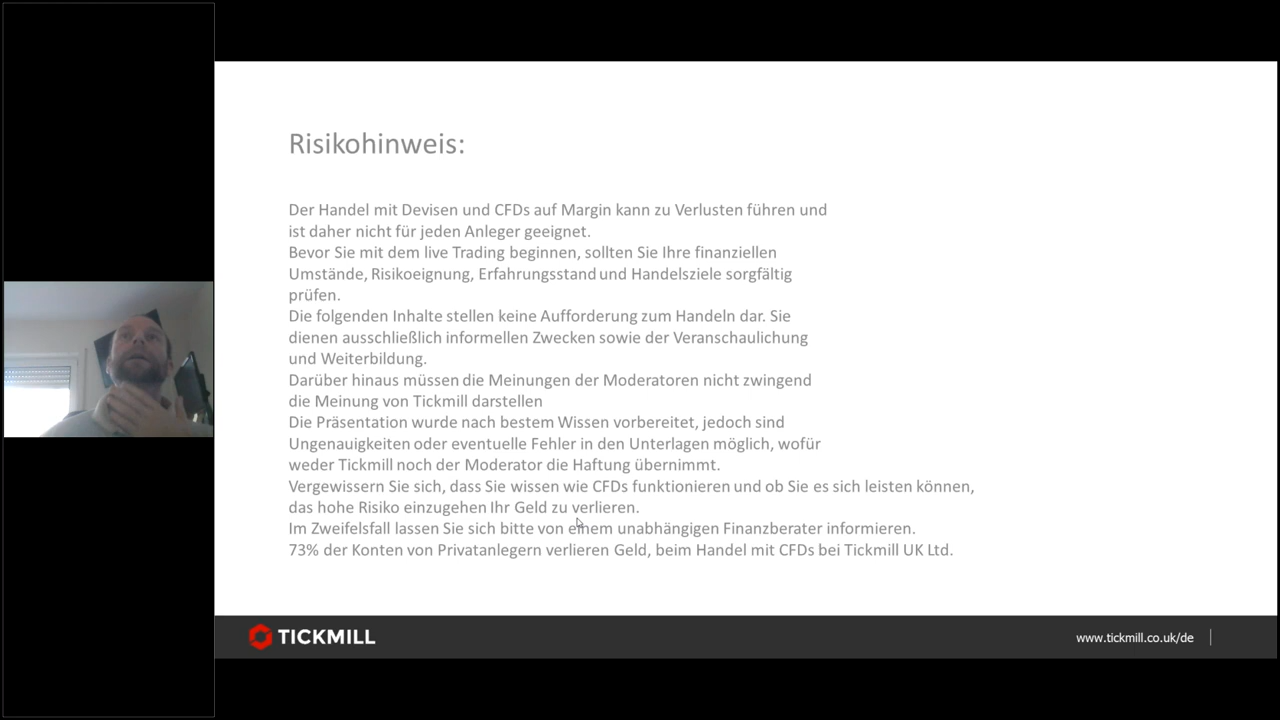 Risikohinweis:
Der Handel mit Devisen und CFDs auf Margin kann zu Verlusten führen und
ist daher nicht für jeden Anleger geeignet.
Bevor Sie mit dem live Trading beginnen, sollten Sie Ihre finanziellen
Umstände, Risikoeignung, Erfahrungsstand und Handelsziele sorgfältig
prüfen.
Die folgenden Inhalte stellen keine Aufforderung zum Handeln dar. Sie
dienen ausschließlich informellen Zwecken sowie der Veranschaulichung
und Weiterbildung.
Darüber hinaus müssen die Meinungen der Moderatoren nicht zwingend
die Meinung von Tickmill darstellen
Die Präsentation wurde nach bestem Wissen vorbereitet, jedoch sind
Ungenauigkeiten oder eventuelle Fehler in den Unterlagen möglich, wofür
weder Tickmill noch der Moderator die Haftung übernimmt.
Vergewissern Sie sich, dass Sie wissen wie CFDs funktionieren und ob Sie es sich leisten können,
das hohe Risiko einzugehen Ihr Geld zu verlieren.
Im Zweifelsfall lassen Sie sich bitte von einem unabhängigen Finanzberater informieren.
73% der Konten von Privatanlegern verlieren Geld, beim Handel mit CFDs bei Tickmill UK Ltd.
TICKMILL
www.tickmill.co.uk/de